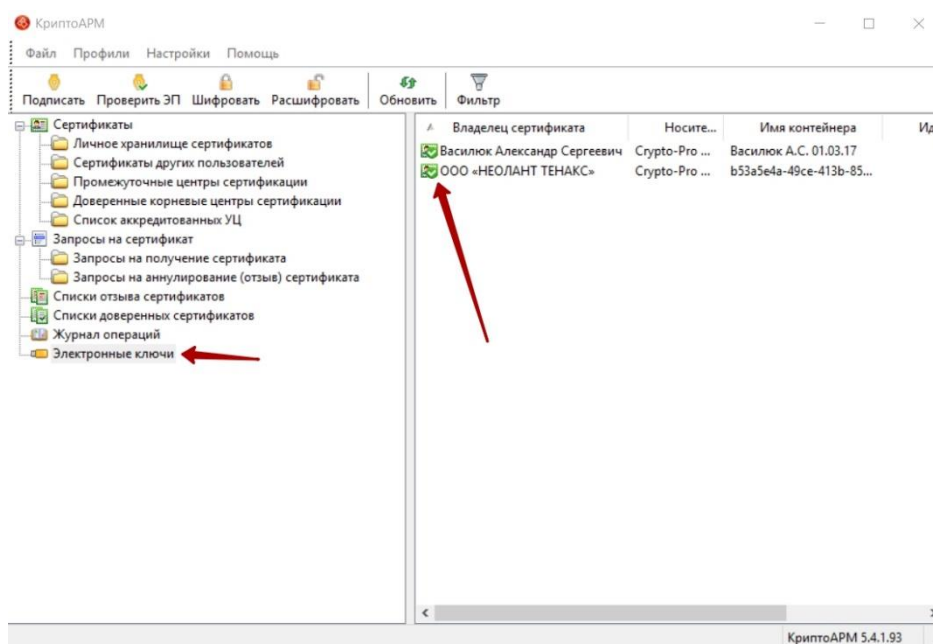 КриптоАРМ
Файл Профили Настройки Помощь
Подписать Проверить ЭП Шифровать Расшифровать Обновить Фильтр
Сертификаты
Личное хранилище сертификатов
Сертификаты других пользователей
Промежуточные центры сертификации
Доверенные корневые центры сертификации
Список аккредитованных УЦ
Запросы на сертификат
Запросы на получение сертификата
Запросы на аннулирование (отзыв) сертификата
Списки отзыва сертификатов
Списки доверенных сертификатов
Журнал операций
Электронные ключи
Владелец сертификата Носите... Имя контейнера Ид
Василюк Александр Сергеевич Crypto-Pro ... Василюк А.С. 01.03.17
ООО «НЕОЛАНТ ТЕНАКС» Crypto-Pro ... b53a5e4a-49ce-413b-85...
КриптоАРМ 5.4.1.93